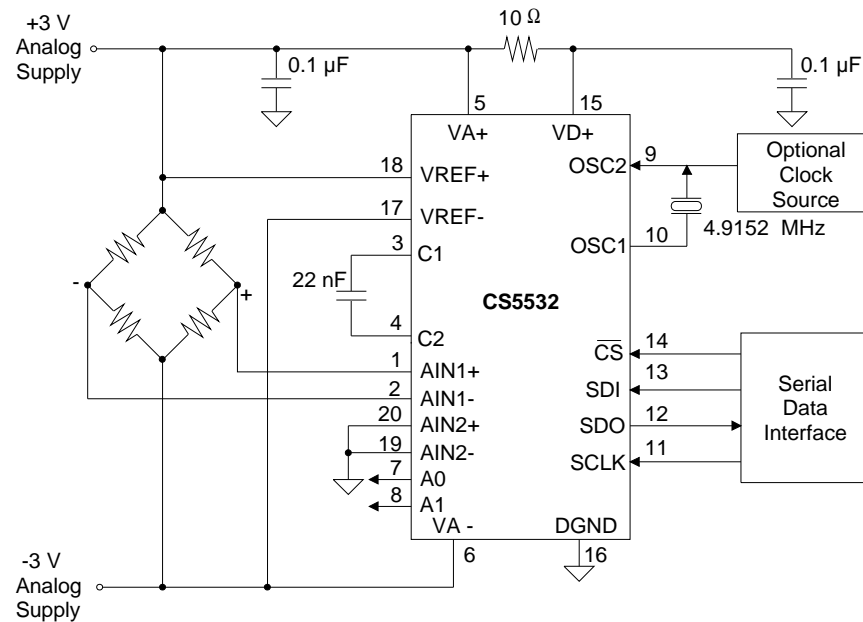 +3 V
Analog
Supply
10 Ω
0.1 µF
0.1 µF
5
15
VA+
VD+
18
VREF+
17
VREF-
3
C1
22 nF
4
C2
1
AIN1+
2
AIN1-
20
AIN2+
19
AIN2-
7
A0
8
A1
VA -
6
CS5532
OSC2
9
Optional
Clock
Source
4.9152 MHz
OSC1
10
CS
14
SDI
13
SDO
12
SCLK
11
Serial
Data
Interface
DGND
16
-
+
-3 V
Analog
Supply